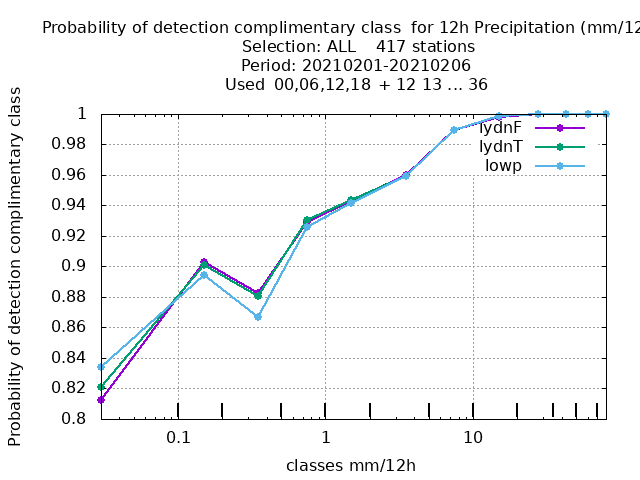 Probability of detection complimentary class for 12h Precipitation (mm/12
Selection: ALL 417 stations
Period: 20210201-20210206
Used 00,06,12,18 + 12 13 ... 36
Probability of detection complimentary class
1
0.98
0.96
0.94
0.92
0.9
0.88
0.86
0.84
0.82
0.8
lydnF
lydnT
lowp
0.1 1 10
classes mm/12h